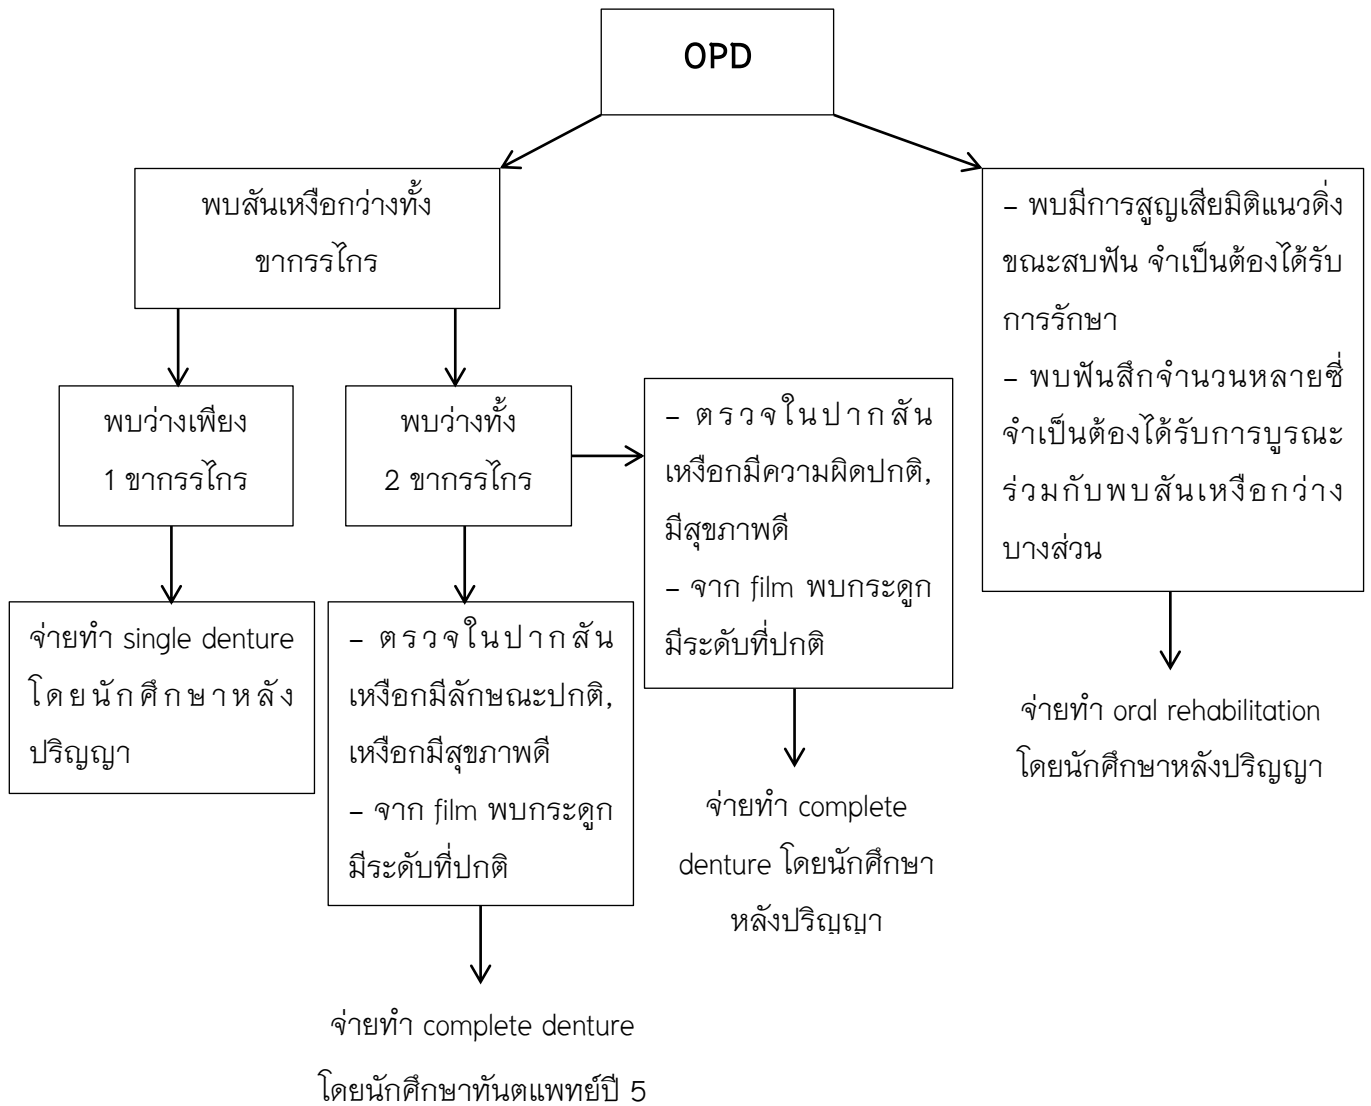 OPD
พบสันเหงือกว่างทั้ง
ขากรรไกร
– พบมีการสูญเสียมิติแนวดิ่ง
ขณะสบฟัน จำเป็นต้องได้รับ
การรักษา
– พบฟันสึกจำนวนหลายซี่
จำเป็นต้องได้รับการบูรณะ
ร่วมกับพบสันเหงือกว่าง
บางส่วน
พบว่างเพียง
1 ขากรรไกร
พบว่างทั้ง
2 ขากรรไกร
– ตรวจในปากสัน
เหงือกมีความผิดปกติ,
มีสุขภาพดี
– จาก film พบกระดูก
มีระดับที่ปกติ
จ่ายทำ single denture
โดยนักศึกษาหลัง
ปริญญา
– ตรวจในปากสัน
เหงือกมีลักษณะปกติ,
เหงือกมีสุขภาพดี
– จาก film พบกระดูก
มีระดับที่ปกติ
จ่ายทำ complete
denture โดยนักศึกษา
หลังปริญญา
จ่ายทำ oral rehabilitation
โดยนักศึกษาหลังปริญญา
จ่ายทำ complete denture
โดยนักศึกษาทันตแพทย์ปี 5